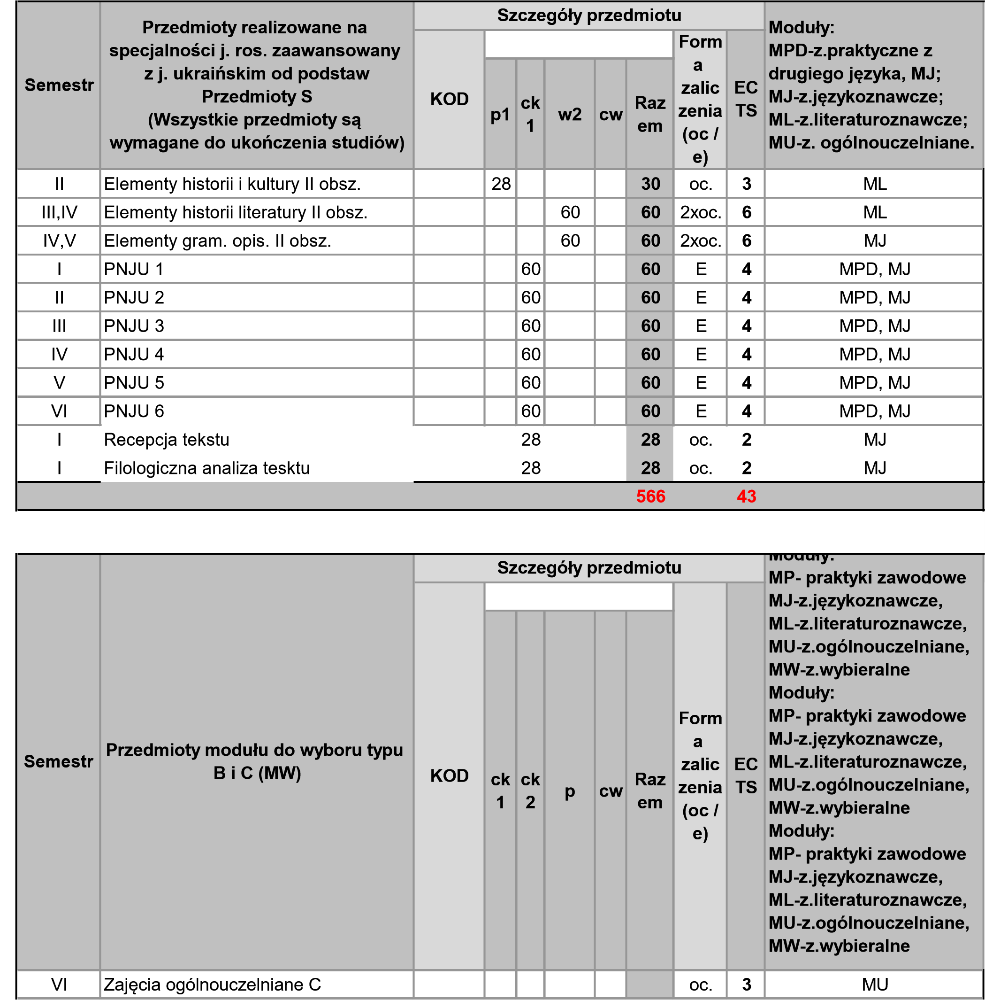 Semestr
Przedmioty realizowane na
specjalności j. ros. zaawansowany
z j. ukraińskim od podstaw
Przedmioty S
(Wszystkie przedmioty są
wymagane do ukończenia studiów)
Szczegóły przedmiotu
KOD
p1
ck
1
w2
cw
Raz
em
Form
a
zalic
zenia
(oc /
e)
EC
TS
Moduły:
MPD-z.praktyczne z
drugiego języka, MJ;
MJ-z.językoznawcze;
ML-z.literaturoznawcze;
MU-z. ogólnouczelniane.
II Elementy historii i kultury II obsz. 28 30 oc. 3 ML
III,IV Elementy historii literatury II obsz. 60 60 2xoc. 6 ML
IV,V Elementy gram. opis. II obsz. 60 60 2xoc. 6 MJ
I PNJU 1 60 60 E 4 MPD, MJ
II PNJU 2 60 60 E 4 MPD, MJ
III PNJU 3 60 60 E 4 MPD, MJ
IV PNJU 4 60 60 E 4 MPD, MJ
V PNJU 5 60 60 E 4 MPD, MJ
VI PNJU 6 60 60 E 4 MPD, MJ
I Recepcja tekstu 28 28 oc. 2 MJ
I Filologiczna analiza tesktu 28 28 oc. 2 MJ
566 43
Semestr
Przedmioty modułu do wyboru typu
B i C (MW)
Szczegóły przedmiotu
KOD
ck
1
ck
2
p
cw
Raz
em
Form
a
zalic
zenia
(oc /
e)
EC
TS
Moduły:
MP- praktyki zawodowe
MJ-z.językoznawcze,
ML-z.literaturoznawcze,
MU-z.ogólnouczelniane,
MW-z.wybieralne
Moduły:
MP- praktyki zawodowe
MJ-z.językoznawcze,
ML-z.literaturoznawcze,
MU-z.ogólnouczelniane,
MW-z.wybieralne
Moduły:
MP- praktyki zawodowe
MJ-z.językoznawcze,
ML-z.literaturoznawcze,
MU-z.ogólnouczelniane,
MW-z.wybieralne
VI Zajęcia ogólnouczelniane C oc. 3 MU